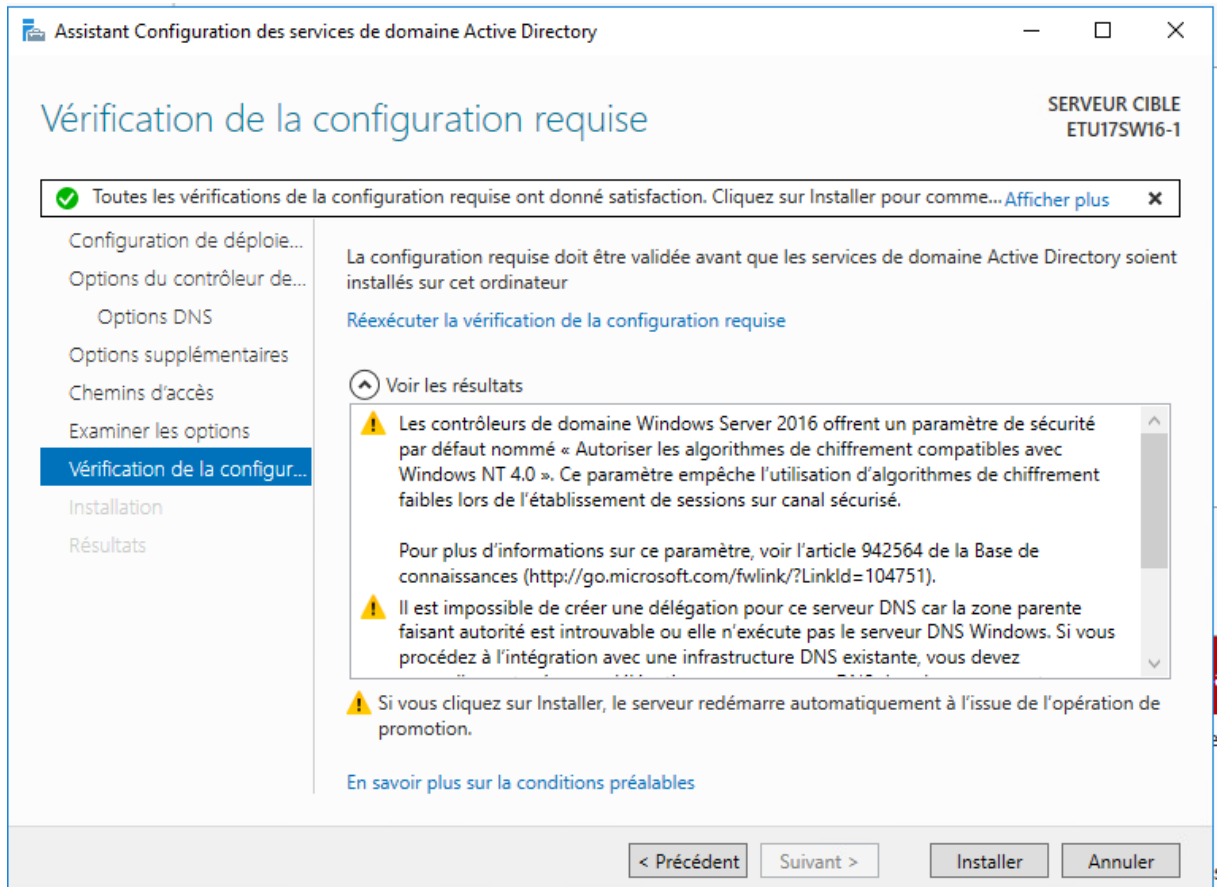 Assistant Configuration des services de domaine Active Directory
Vérification de la configuration requise
SERVEUR CIBLE
ETU17SW16-1
Toutes les vérifications de la configuration requise ont donné satisfaction. Cliquez sur Installer pour comme... Afficher plus
Configuration de déploie...
Options du contrôleur de...
Options DNS
Options supplémentaires
Chemins d'accès
Examiner les options
Vérification de la configur...
Installation
Résultats
La configuration requise doit être validée avant que les services de domaine Active Directory soient
installés sur cet ordinateur
Réexécuter la vérification de la configuration requise
Voir les résultats
Les contrôleurs de domaine Windows Server 2016 offrent un paramètre de sécurité
par défaut nommé « Autoriser les algorithmes de chiffrement compatibles avec
Windows NT 4.0 ». Ce paramètre empêche l'utilisation d'algorithmes de chiffrement
faibles lors de l'établissement de sessions sur canal sécurisé.
Pour plus d'informations sur ce paramètre, voir l'article 942564 de la Base de
connaissances (http://go.microsoft.com/fwlink/?LinkId=104751).
Il est impossible de créer une délégation pour ce serveur DNS car la zone parente
faisant autorité est introuvable ou elle n'exécute pas le serveur DNS Windows. Si vous
procédez à l'intégration avec une infrastructure DNS existante, vous devez
Si vous cliquez sur Installer, le serveur redémarre automatiquement à l'issue de l'opération de
promotion.
En savoir plus sur la conditions préalables
< Précédent
Suivant >
Installer
Annuler